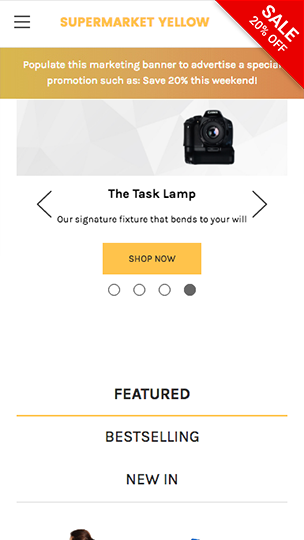 SUPERMARKET YELLOW
SALE
20% OFF
Populate this marketing banner to advertise a special
promotion such as: Save 20% this weekend!
The Task Lamp
Our signature fixture that bends to your will
SHOP NOW
FEATURED
BESTSELLING
NEW IN